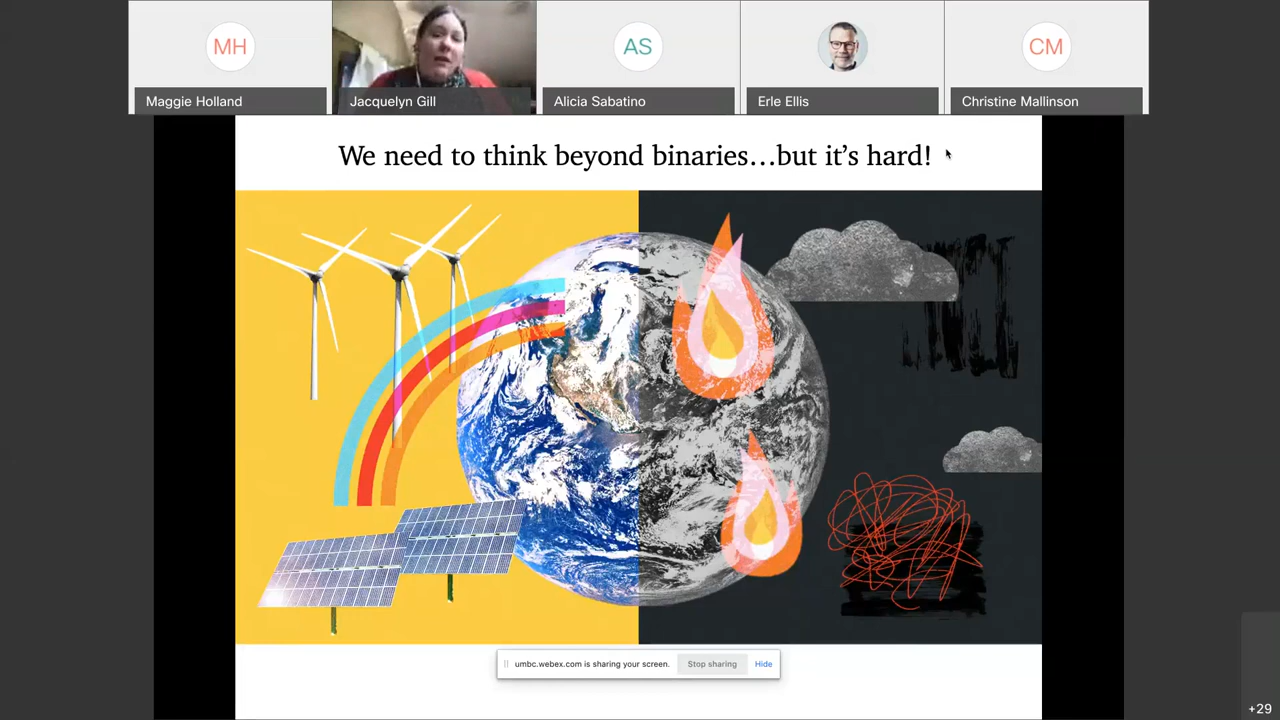 MH
AS
CM
Maggie Holland
Jacquelyn Gill
Alicia Sabatino
Erle Ellis
Christine Mallinson
We need to think beyond binaries...but it's hard!
umbc.webex.com is sharing your screen.
Stop sharing
Hide
+29